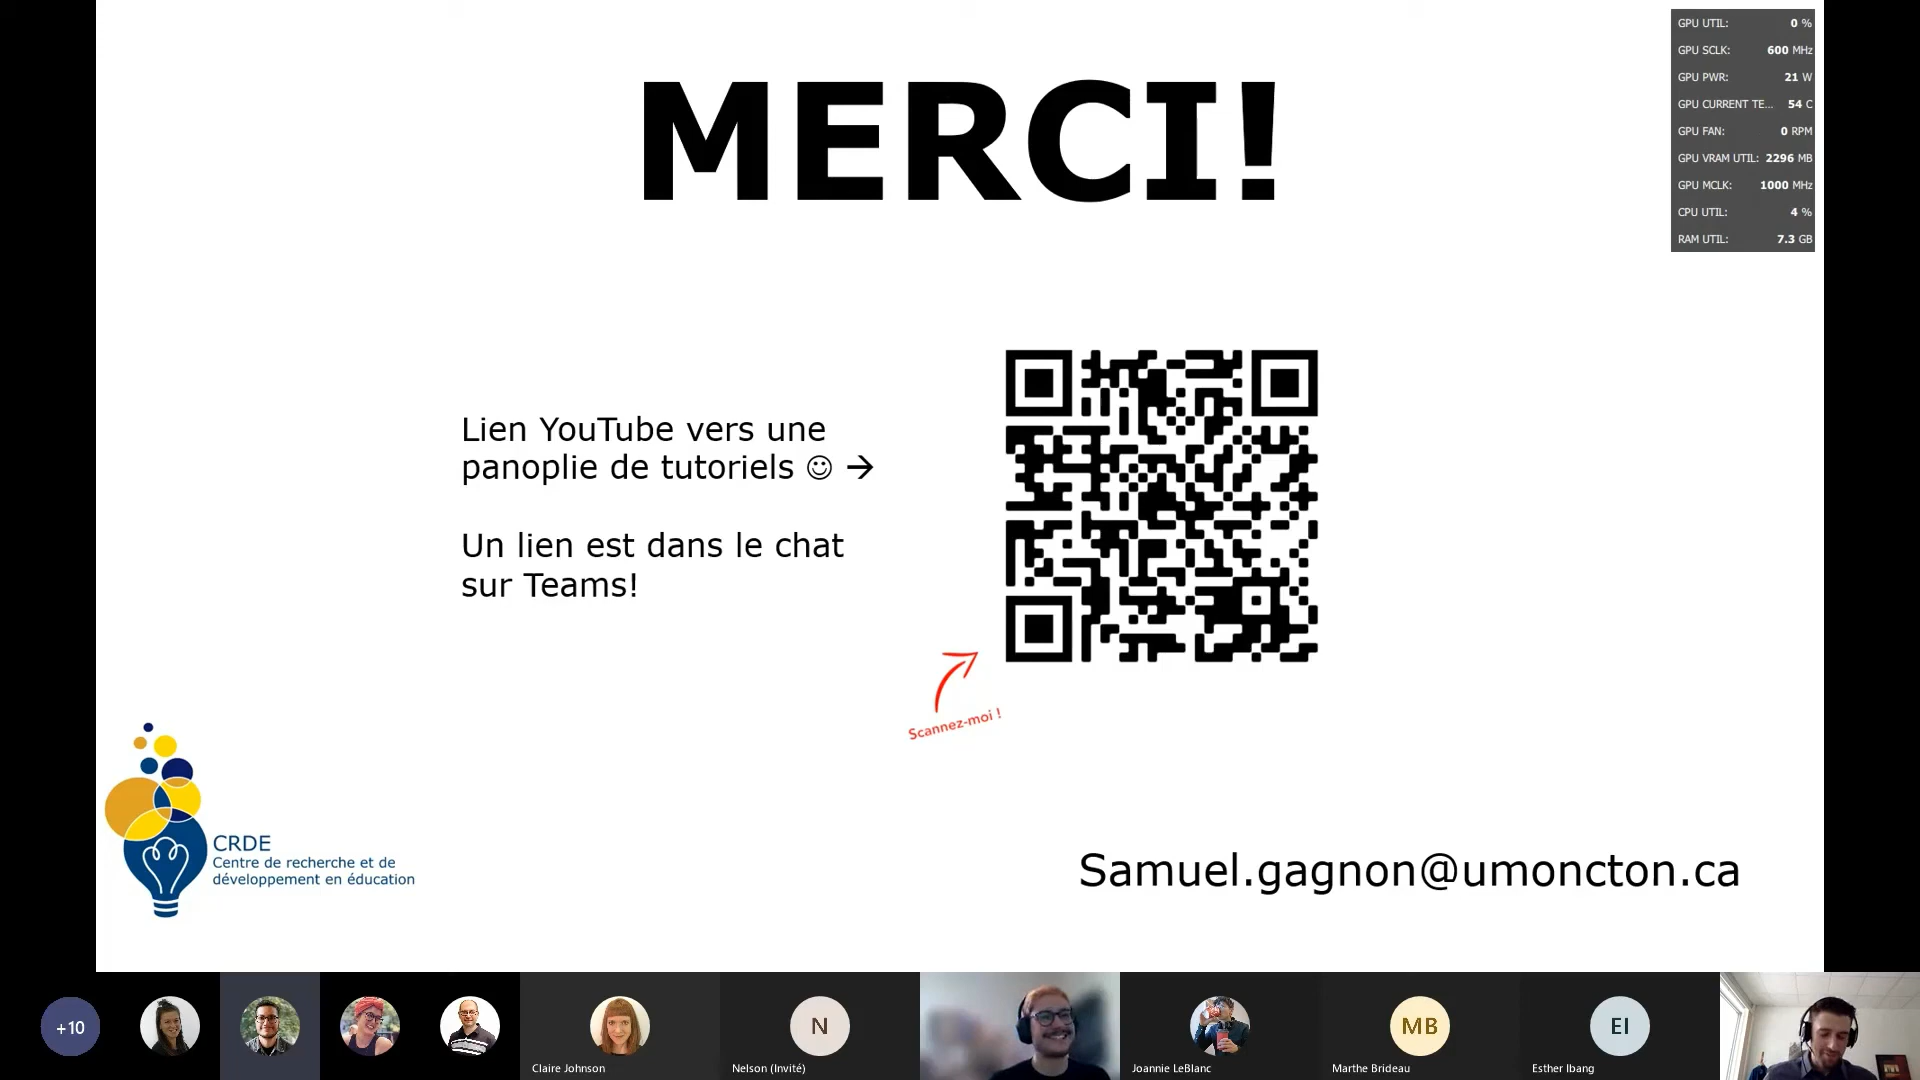 MERCI!
GPU UTIL: 0 %
GPU SCLK: 600 MHz
GPU PWR: 21 W
GPU CURRENT TE... 54 C
GPU FAN: 0 RPM
GPU VRAM UTIL: 2296 MB
GPU MCLK: 1000 MHz
CPU UTIL: 4 %
RAM UTIL: 7.3 GB
Lien YouTube vers une
panoplie de tutoriels ☺ →
Un lien est dans le chat
sur Teams!
Scannez-moi !
CRDE
Centre de recherche et de
développement en éducation
Samuel.gagnon@umoncton.ca
+10
Claire Johnson
N
Nelson (Invité)
Joannie LeBlanc
MB
Marthe Brideau
EI
Esther Ibang